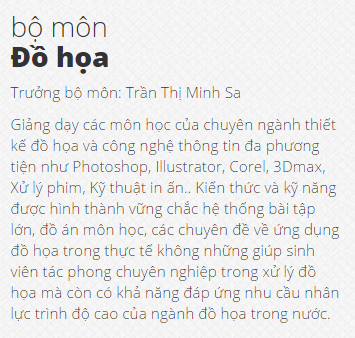 bộ môn
Đồ họa
Trưởng bộ môn: Trần Thị Minh Sa
Giảng dạy các môn học của chuyên ngành thiết
kế đồ họa và công nghệ thông tin đa phương
tiện như Photoshop, Illustrator, Corel, 3Dmax,
Xử lý phim, Kỹ thuật in ấn.. Kiến thức và kỹ năng
được hình thành vững chắc hệ thống bài tập
lớn, đồ án môn học, các chuyên đề về ứng dụng
đồ họa trong thực tế không những giúp sinh
viên tác phong chuyên nghiệp trong xử lý đồ
họa mà còn có khả năng đáp ứng nhu cầu nhân
lực trình độ cao của ngành đồ họa trong nước.